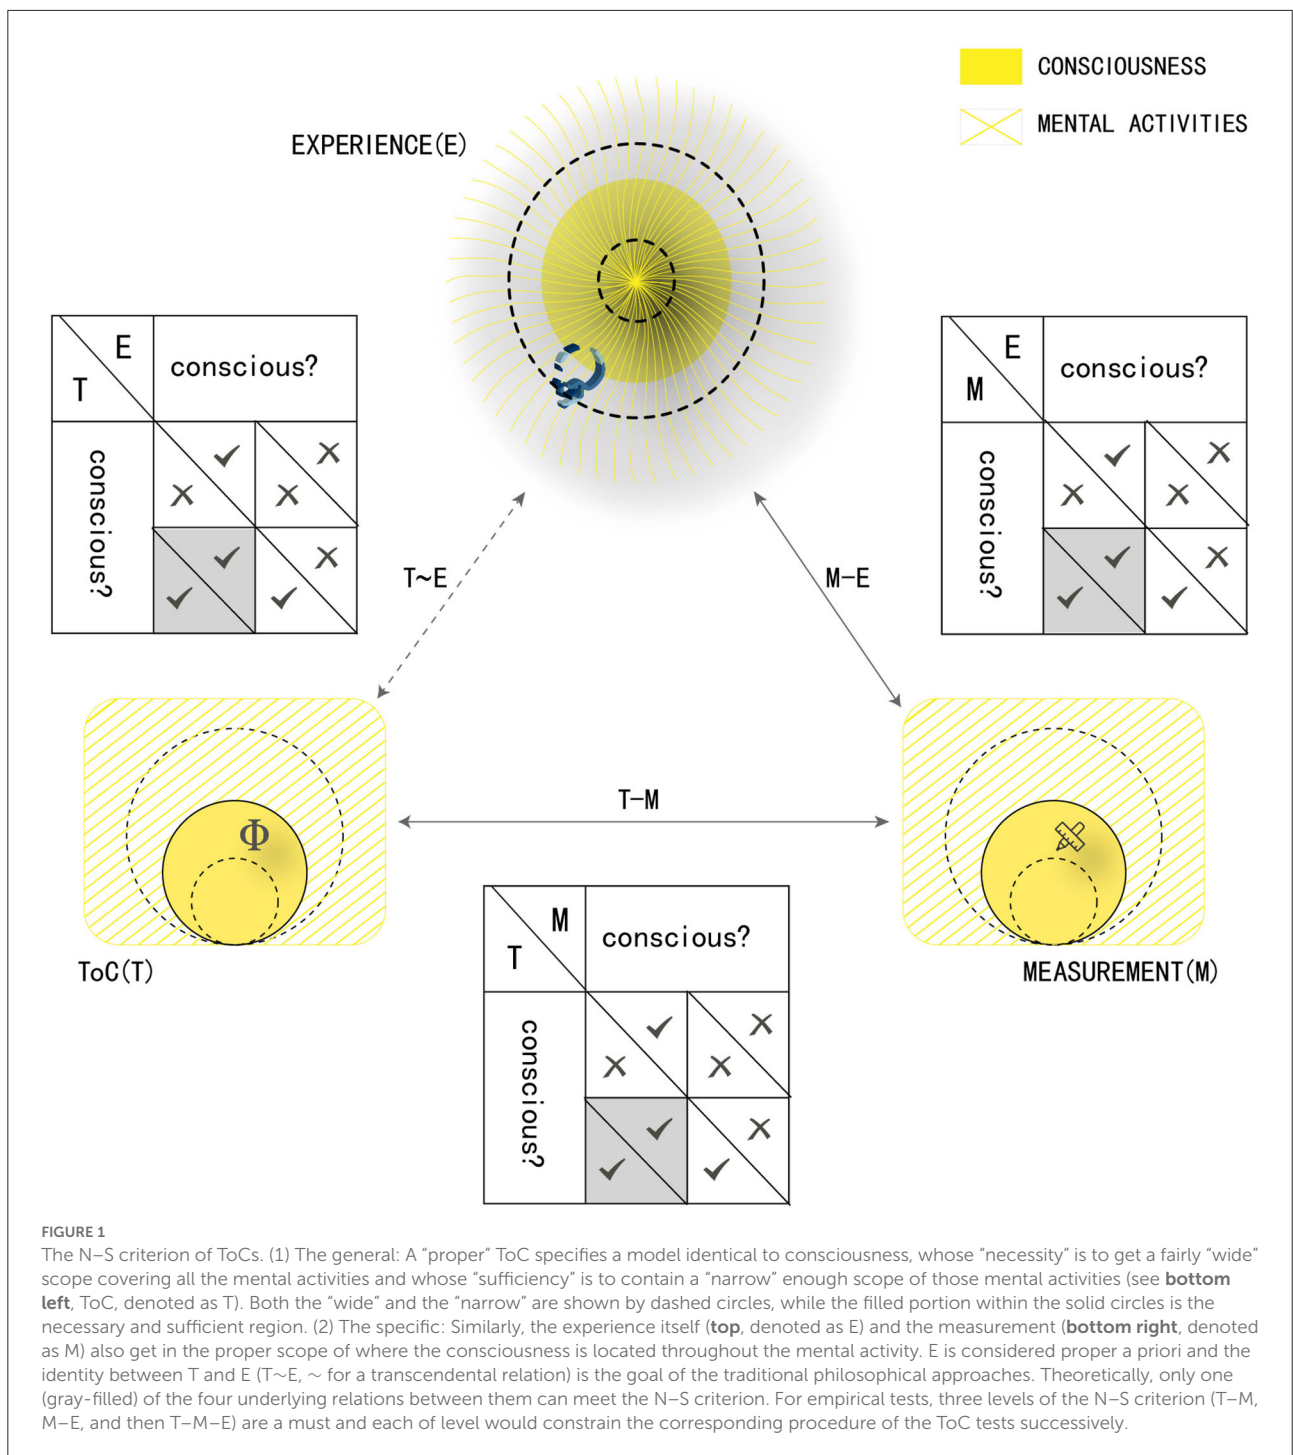 CONSCIOUSNESS
MENTAL ACTIVITIES
EXPERIENCE(E)
E
T
conscious?
conscious?
E
M
conscious?
conscious?
T~E
M–E
T–M
Φ
ToC(T)
MEASUREMENT(M)
M
T
conscious?
conscious?
FIGURE 1
The N–S criterion of ToCs. (1) The general: A “proper” ToC specifies a model identical to consciousness, whose “necessity” is to get a fairly “wide”
scope covering all the mental activities and whose “sufficiency” is to contain a “narrow” enough scope of those mental activities (see bottom
left, ToC, denoted as T). Both the “wide” and the “narrow” are shown by dashed circles, while the filled portion within the solid circles is the
necessary and sufficient region. (2) The specific: Similarly, the experience itself (top, denoted as E) and the measurement (bottom right, denoted
as M) also get in the proper scope of where the consciousness is located throughout the mental activity. E is considered proper a priori and the
identity between T and E (T~E, ~ for a transcendental relation) is the goal of the traditional philosophical approaches. Theoretically, only one
(gray-filled) of the four underlying relations between them can meet the N–S criterion. For empirical tests, three levels of the N–S criterion (T–M,
M–E, and then T–M–E) are a must and each of level would constrain the corresponding procedure of the ToC tests successively.